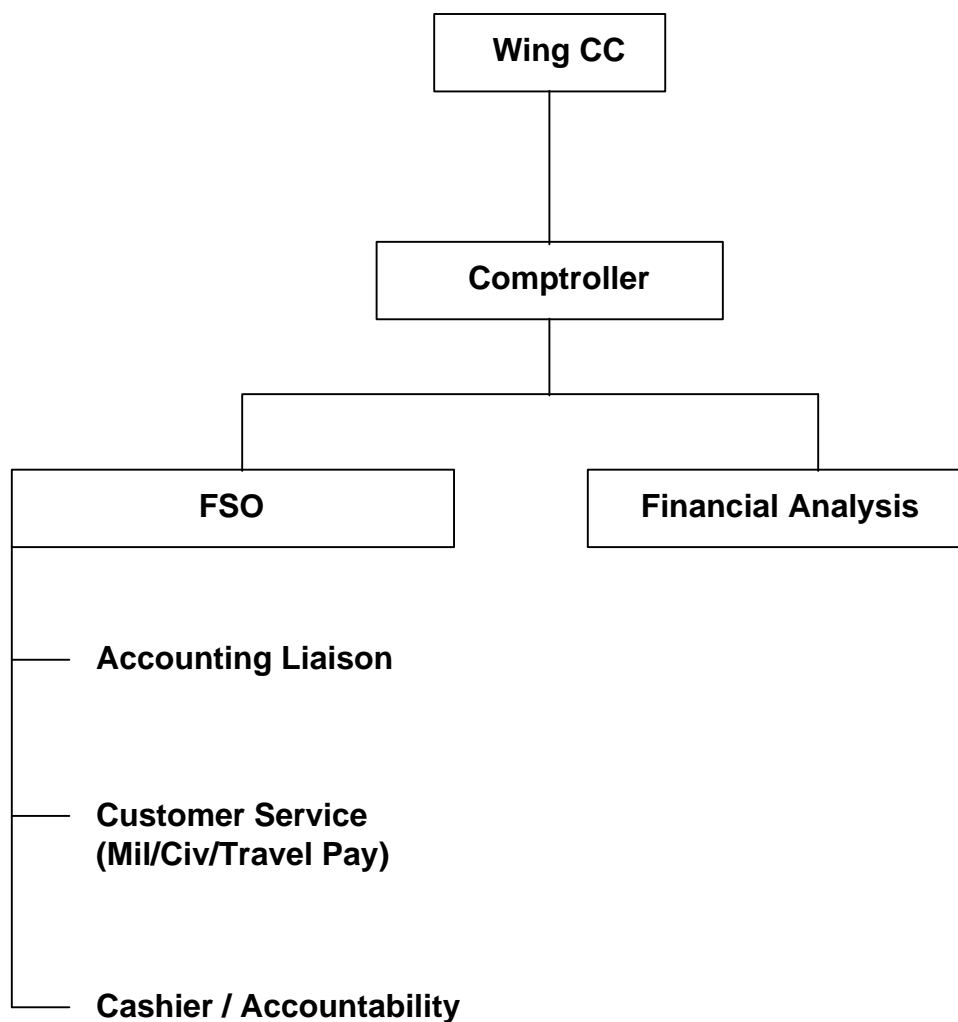 Wing CC
Comptroller
FSO
Financial Analysis
Accounting Liaison
Customer Service
(Mil/Civ/Travel Pay)
Cashier / Accountability